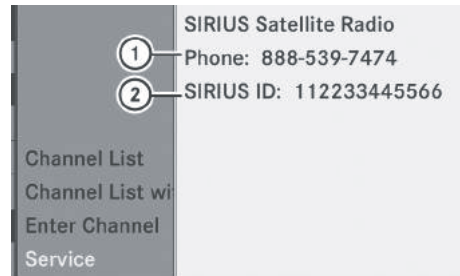 SIRIUS Satellite Radio
1 Phone: 888-539-7474
2 SIRIUS ID: 112233445566
Channel List
Channel List wi
Enter Channel
Service